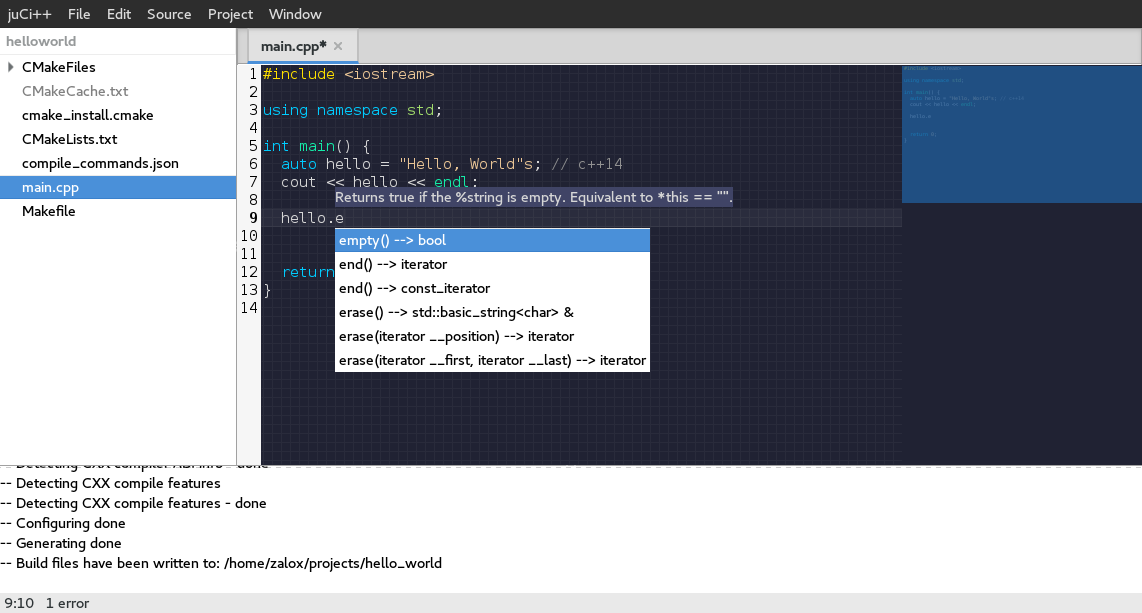 juCi++ File Edit Source Project Window
helloworld
CMakeFiles
CMakeCache.txt
cmake_install.cmake
CMakeLists.txt
compile_commands.json
main.cpp
Makefile
main.cpp*
1 #include <iostream>
2
3 using namespace std;
4
5 int main() {
6 auto hello = "Hello, World"s; // c++14
7 cout << hello << endl;
8 Returns true if the %string is empty. Equivalent to *this == "".
9 hello.e
10 empty() --> bool
11 end() --> iterator
12 return end() --> const_iterator
13 }
14
erase() --> std::basic_string<char> &
erase(iterator __position) --> iterator
erase(iterator __first, iterator __last) --> iterator
-- Detecting CXX compiler ABI info - done
-- Detecting CXX compile features
-- Detecting CXX compile features - done
-- Configuring done
-- Generating done
-- Build files have been written to: /home/zalox/projects/hello_world
9:10 1 error